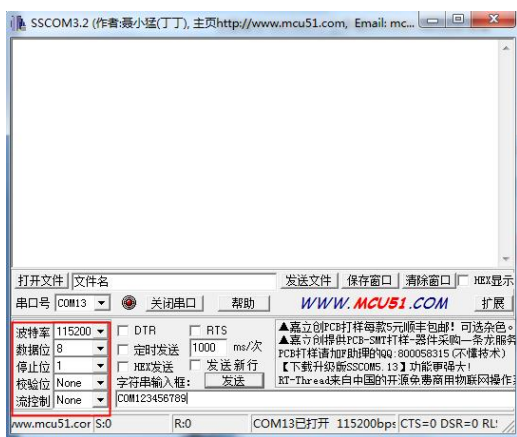 SSCOM3.2 (作者:聂小猛(丁丁), 主页http://www.mcu51.com, Email: mc...
打开文件 文件名 发送文件 保存窗口 清除窗口 HEX显示
串口号 COM13 关闭串口 帮助 WWW.MCU51.COM 扩展
波特率 115200 DTR RTS
数据位 8 定时发送 1000 ms/次
停止位 1 HEX发送 发送新行
校验位 None 字符串输入框: 发送
流控制 None COM123456789
▲嘉立创PCB打样每款5元顺丰包邮！可选杂色。
▲嘉立创提供PCB-SMT打样-器件采购一条龙服务
PCB打样请加F助理的QQ:800058315(不懂技术)
【下载升级版SSCOM5.13】功能更强大!
RT-Thread来自中国的开源免费商用物联网操作
www.mcu51.cor S:0 R:0 COM13已打开 115200bps CTS=0 DSR=0 RL